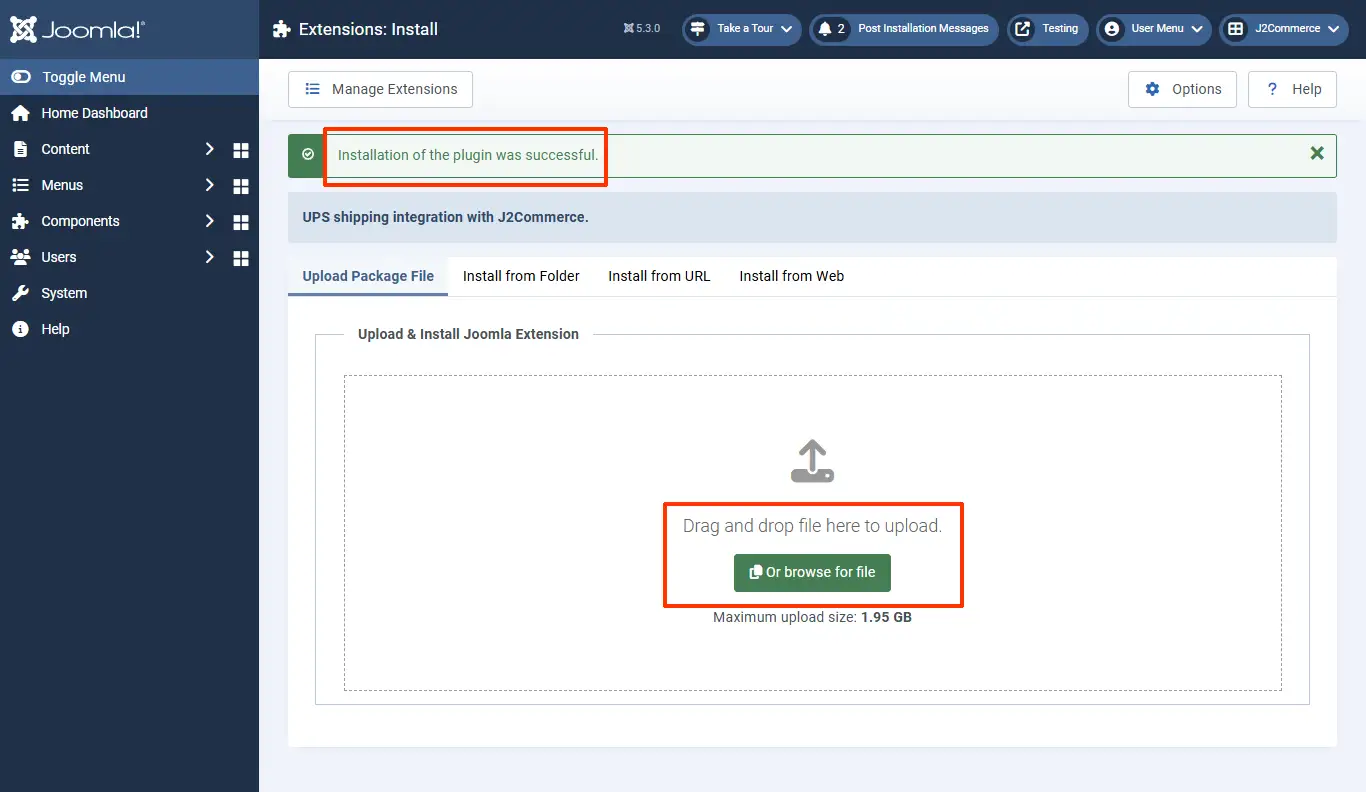 Joomla!®
Extensions: Install
5.3.0
Take a Tour
2 Post Installation Messages
Testing
User Menu
J2Commerce
Toggle Menu
Home Dashboard
Content
Menus
Components
Users
System
Help
Manage Extensions
Options
? Help
Installation of the plugin was successful.
UPS shipping integration with J2Commerce.
Upload Package File
Install from Folder
Install from URL
Install from Web
Upload & Install Joomla Extension
Drag and drop file here to upload.
Or browse for file
Maximum upload size: 1.95 GB